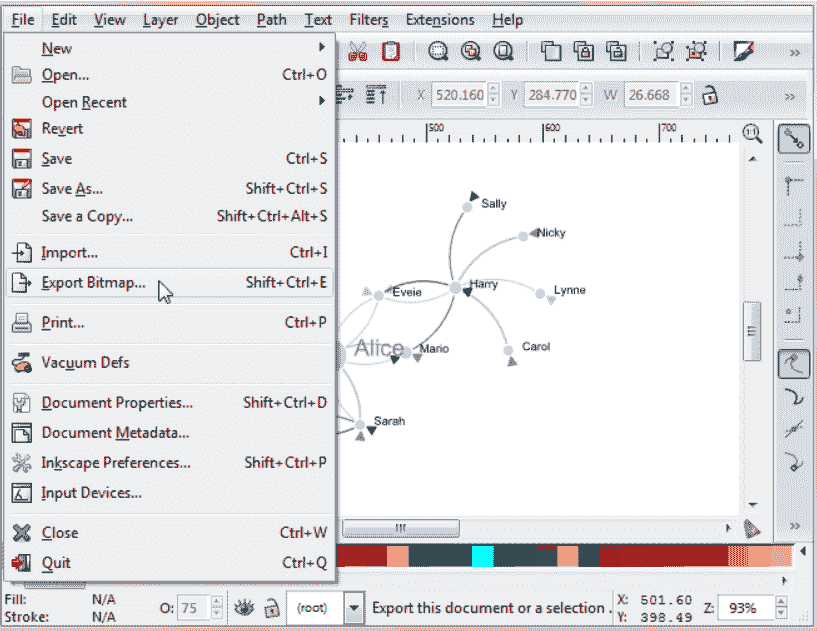 File Edit View Layer Object Path Text Filters Extensions Help
New
Open... Ctrl+O
Open Recent
Revert
Save Ctrl+S
Save As... Shift+Ctrl+S
Save a Copy... Shift+Ctrl+Alt+S
Import... Ctrl+I
Export Bitmap... Shift+Ctrl+E
Print... Ctrl+P
Vacuum Defs
Document Properties... Shift+Ctrl+D
Document Metadata...
Inkscape Preferences... Shift+Ctrl+P
Input Devices...
Close Ctrl+W
Quit Ctrl+Q
X 520.160 Y 284.770 W 26.668
500 600 700
1:1
Sally
Nicky
Harry
Eveie
Lynne
Alice
Mario
Carol
Sarah
Fill: N/A
Stroke: N/A
O: 75
(root)
Export this document or a selection .
X: 501.60
Y: 398.49
Z: 93%